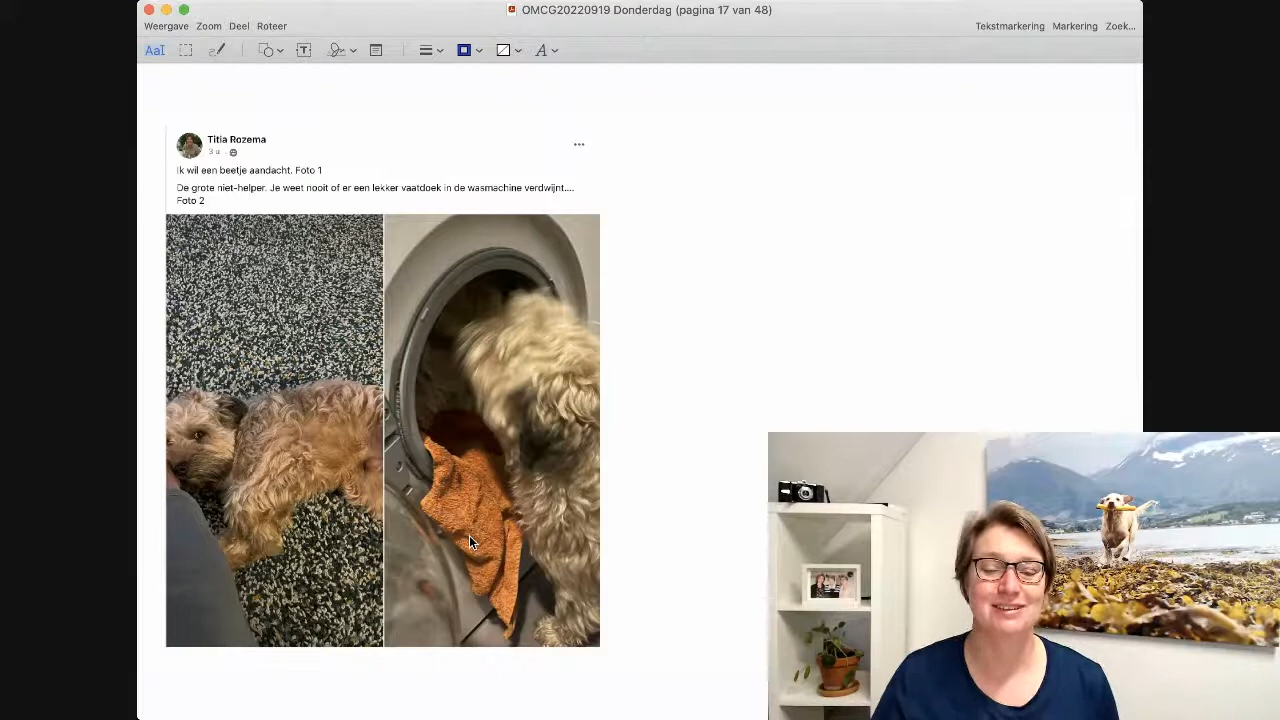 OMCG20220919 Donderdag (pagina 17 van 48)
Weergave Zoom Deel Roteer Tekstmarkering Markering Zoek...
AaI T A
Titia Rozema
3 u
Ik wil een beetje aandacht. Foto 1
De grote niet-helper. Je weet nooit of er een lekker vaatdoek in de wasmachine verdwijnt....
Foto 2